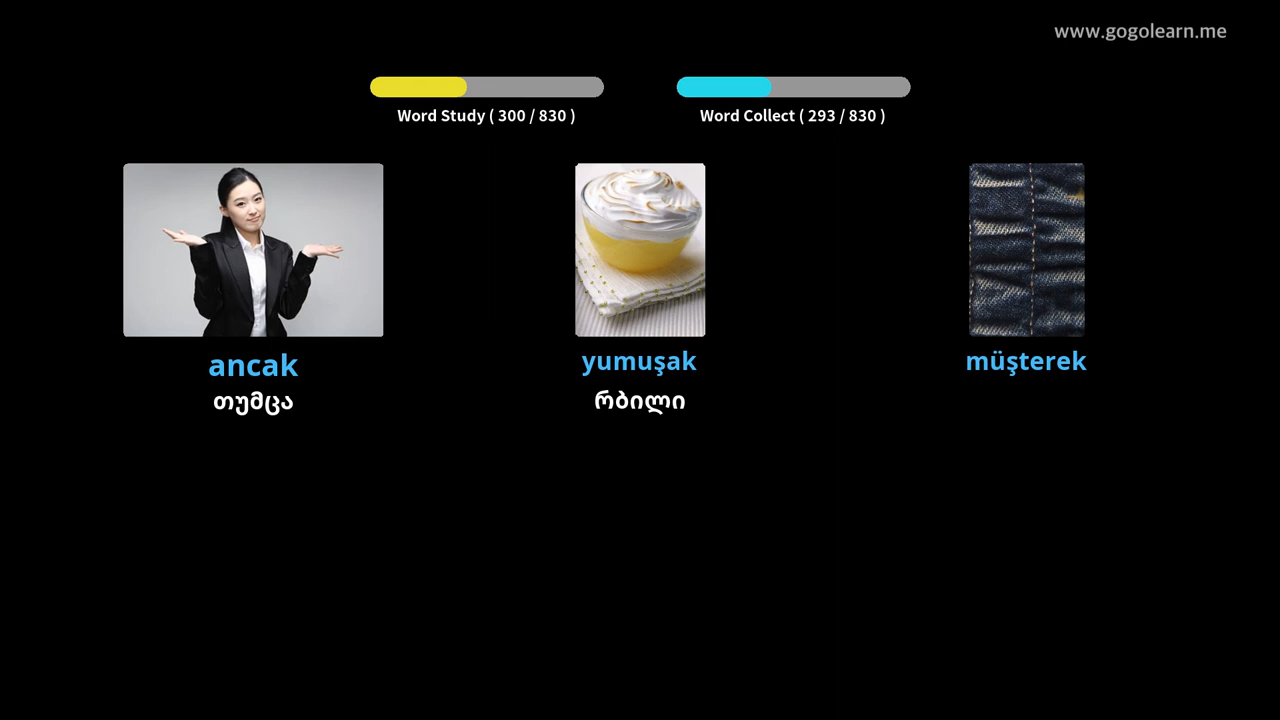 www.gogolearn.me
Word Study ( 300 / 830 )
Word Collect ( 293 / 830 )
ancak
yumuşak
müşterek
თუმცა
რბილი